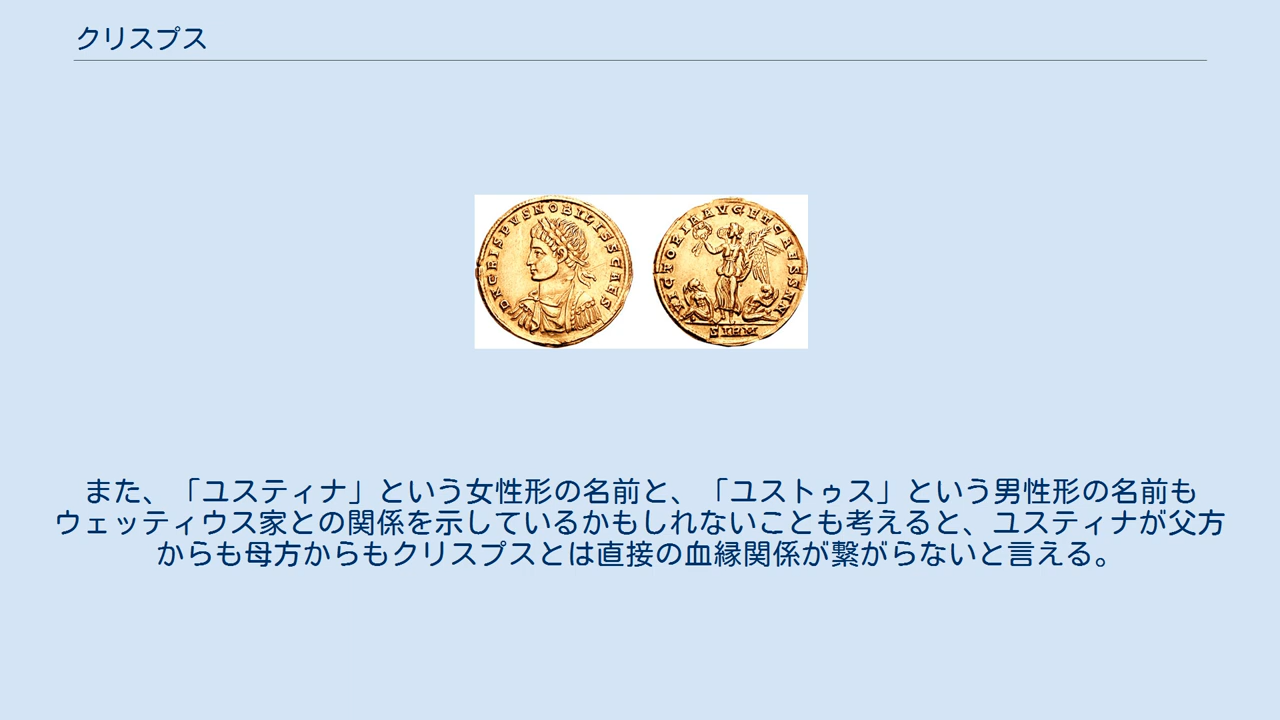 クリスプス
DNCRISPVSNOBILISSCAES
VICTORIAAVGETCAESSNN
SIRM
また、「ユスティナ」という女性形の名前と、「ユストゥス」という男性形の名前も
ウェッティウス家との関係を示しているかもしれないことも考えると、ユスティナが父方
からも母方からもクリスプスとは直接の血縁関係が繋がらないと言える。